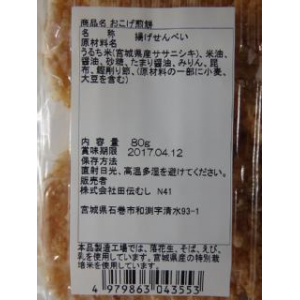 商品名 おこげ煎餅
名　　称　　揚げせんべい
(原材料名)
うるち米(宮城県産ササニシキ)、米油、
醤油、砂糖、たまり醤油、みりん、昆
布、鰹削り節、(原材料の一部に小麦、
大豆を含む)
内容量　　80g
賞味期限　2017.04.12
保存方法
直射日光、高温多湿を避けてください。
販売者
株式会社田伝むし N41
宮城県石巻市和渕字清水93-1
本品製造工場では、落花生、そば、えび、
乳を使用しています。宮城県産の特別栽
培米を使用しています。
4 979863 043553